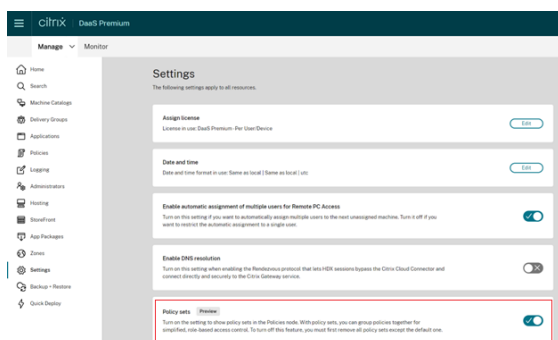 citrix | DaaS Premium
Manage Monitor
Home
Search
Machine Catalogs
Delivery Groups
Applications
Policies
Logging
Administrators
Hosting
StoreFront
App Packages
Zones
Settings
Backup + Restore
Quick Deploy
Settings
The following settings apply to all resources.
Assign license
License in use: DaaS Premium - Per User/Device
Edit
Date and time
Date and time format in use: Same as local | Same as local | utc
Edit
Enable automatic assignment of multiple users for Remote PC Access
Turn on this setting if you want to automatically assign multiple users to the next unassigned machine. Turn it off if you
want to restrict the automatic assignment to a single user.
Enable DNS resolution
Turn on this setting when enabling the Rendezvous protocol that lets HDX sessions bypass the Citrix Cloud Connector and
connect directly and securely to the Citrix Gateway service.
Policy sets Preview
Turn on the setting to show policy sets in the Policies node. With policy sets, you can group policies together for
simplified, role-based access control. To turn off this feature, you must first remove all policy sets except the default one.